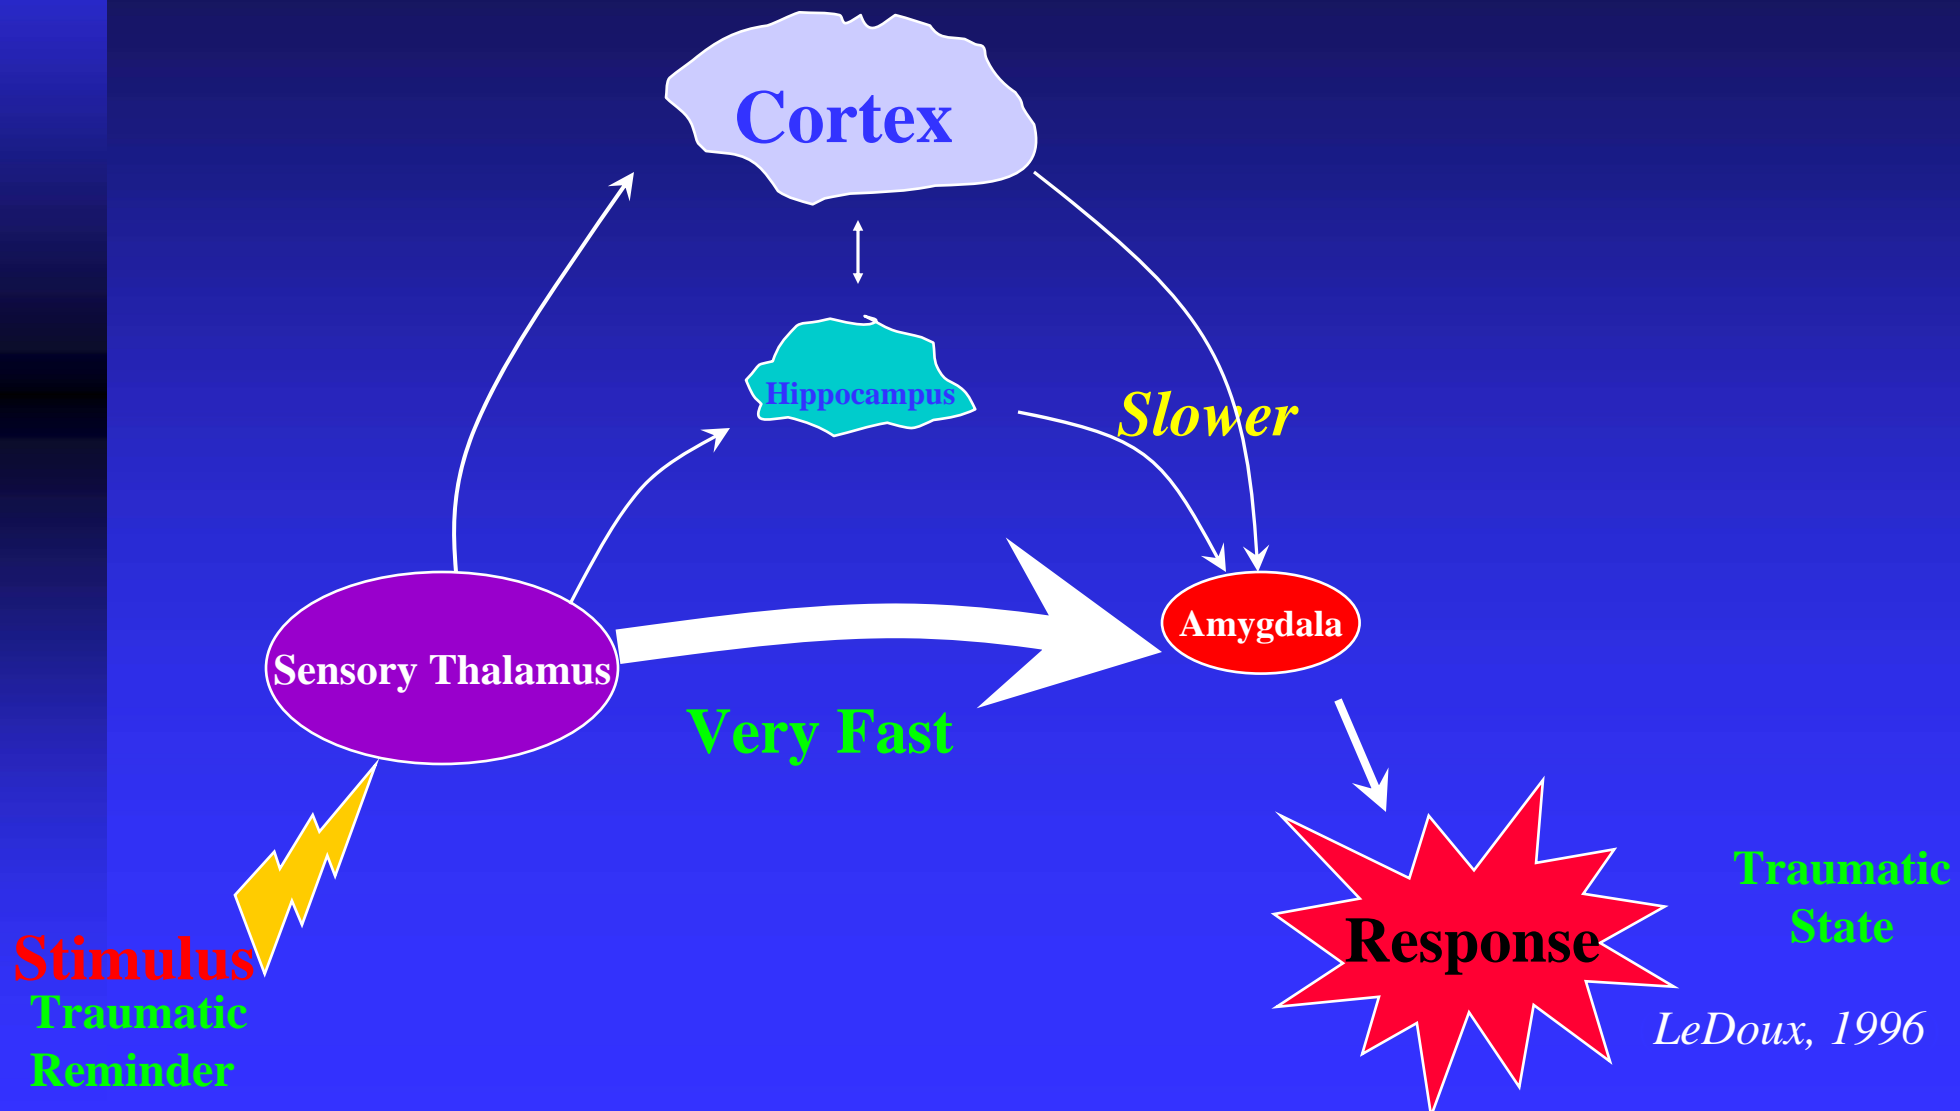 Cortex
Hippocampus
Slower
Amygdala
Sensory Thalamus
Very Fast
Stimulus
Traumatic
Reminder
Response
Traumatic
State
LeDoux, 1996